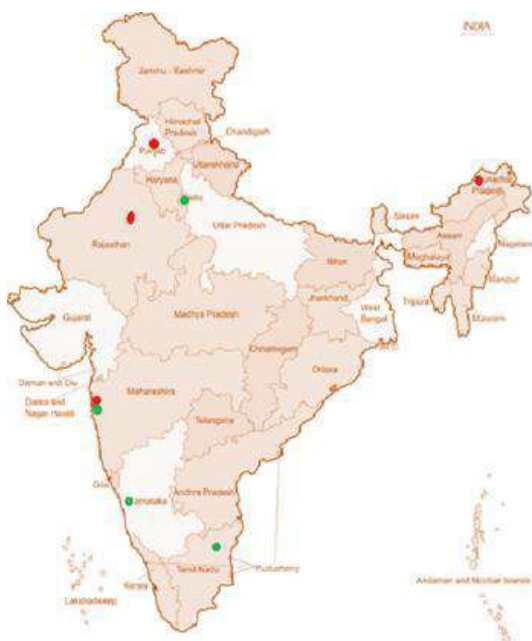 INDIA
Jammu - Kashmir
Himachal
Pradesh
Chandigarh
Punjab
Uttarakhand
Haryana
Delhi
Rajasthan
Uttar Pradesh
Sikkim
Arunachal
Pradesh
Assam
Nagaland
Meghalaya
Manipur
Bihar
Tripura
Mizoram
Jharkhand
West
Bengal
Gujarat
Madhya Pradesh
Chhattisgarh
Orissa
Daman and Diu
Dadra and
Nagar Haveli
Maharashtra
Telangana
Goa
Karnataka
Andhra Pradesh
Puducherry
Tamil Nadu
Kerala
Lakshadweep
Andaman and Nicobar Islands